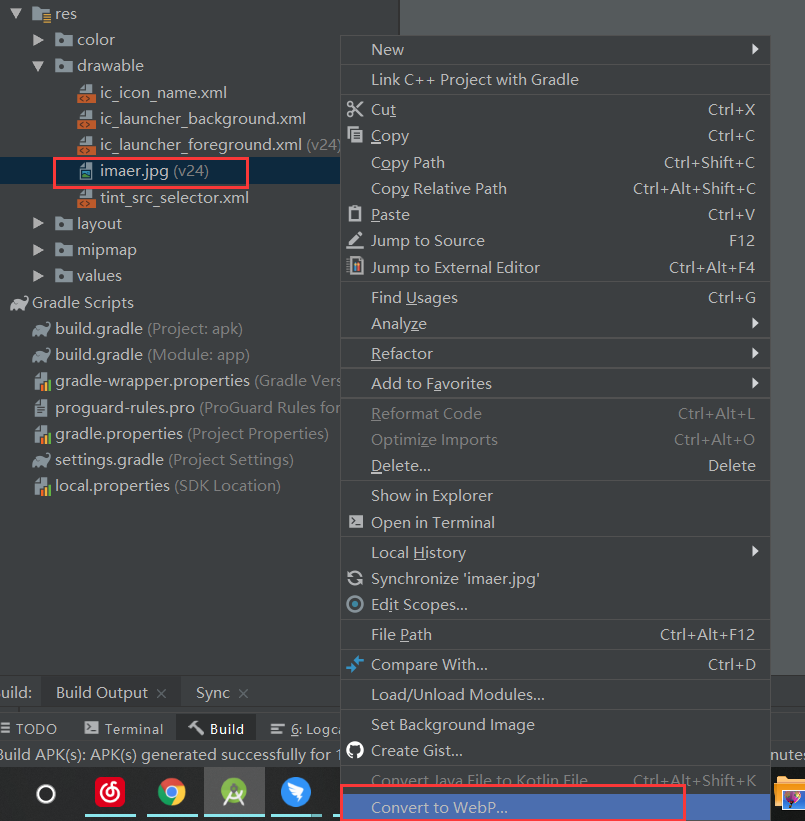 res
color
drawable
ic_icon_name.xml
ic_launcher_background.xml
ic_launcher_foreground.xml (v24)
imaer.jpg (v24)
tint_src_selector.xml
layout
mipmap
values
Gradle Scripts
build.gradle (Project: apk)
build.gradle (Module: app)
gradle-wrapper.properties (Gradle Vers
proguard-rules.pro (ProGuard Rules for
gradle.properties (Project Properties)
settings.gradle (Project Settings)
local.properties (SDK Location)
New
Link C++ Project with Gradle
Cut Ctrl+X
Copy Ctrl+C
Copy Path Ctrl+Shift+C
Copy Relative Path Ctrl+Alt+Shift+C
Paste Ctrl+V
Jump to Source F12
Jump to External Editor Ctrl+Alt+F4
Find Usages Ctrl+G
Analyze
Refactor
Add to Favorites
Reformat Code Ctrl+Alt+L
Optimize Imports Ctrl+Alt+O
Delete... Delete
Show in Explorer
Open in Terminal
Local History
Synchronize 'imaer.jpg'
Edit Scopes...
File Path Ctrl+Alt+F12
Compare With... Ctrl+D
Load/Unload Modules...
Set Background Image
Create Gist...
Convert Java File to Kotlin File Ctrl+Alt+Shift+K
Convert to WebP...
uild: Build Output Sync
TODO Terminal Build 6: Logca
Build APK(s): APK(s) generated successfully for 1
nutes